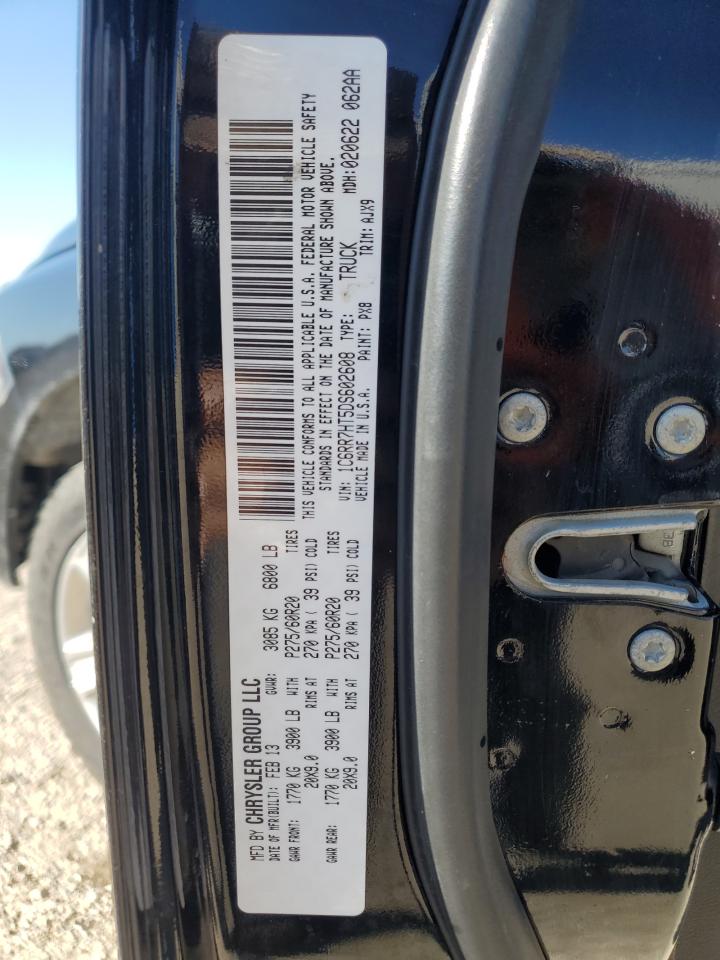 MFD BY CHRYSLER GROUP LLC
DATE OF MFR(BUILT): FEB 13 GVWR: 3085 KG 6800 LB
GAWR FRONT: 1770 KG 3900 LB WITH P275/60R20 TIRES
20X9.0 RIMS AT 270 KPA ( 39 PSI) COLD
GAWR REAR: 1770 KG 3900 LB WITH P275/60R20 TIRES
20X9.0 RIMS AT 270 KPA ( 39 PSI) COLD
THIS VEHICLE CONFORMS TO ALL APPLICABLE U.S.A. FEDERAL MOTOR VEHICLE SAFETY
STANDARDS IN EFFECT ON THE DATE OF MANUFACTURE SHOWN ABOVE.
VIN: 1C6RR7HT5DS602608 TYPE: TRUCK MDH:020622 062AA
VEHICLE MADE IN U.S.A. PAINT: PX8 TRIM: AJX9